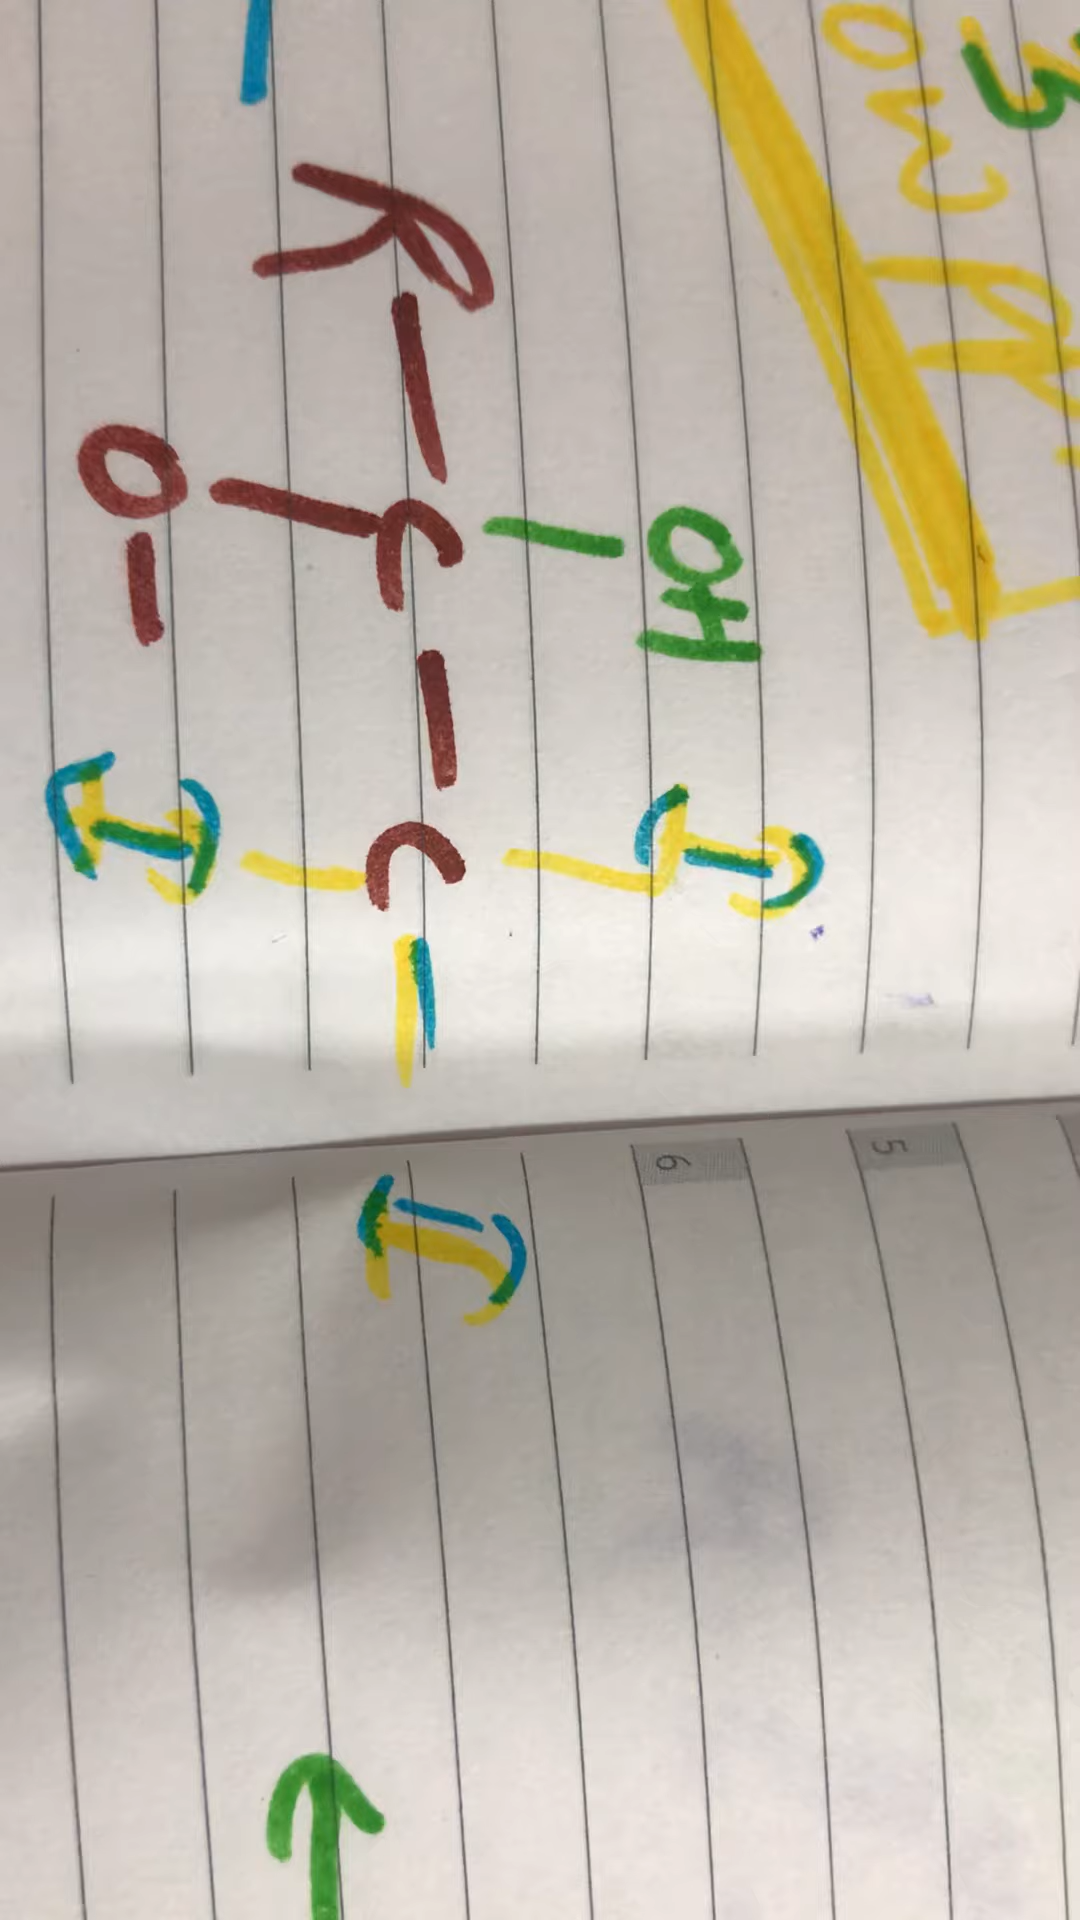 OH I
R — C — C — I
O — I
6
5